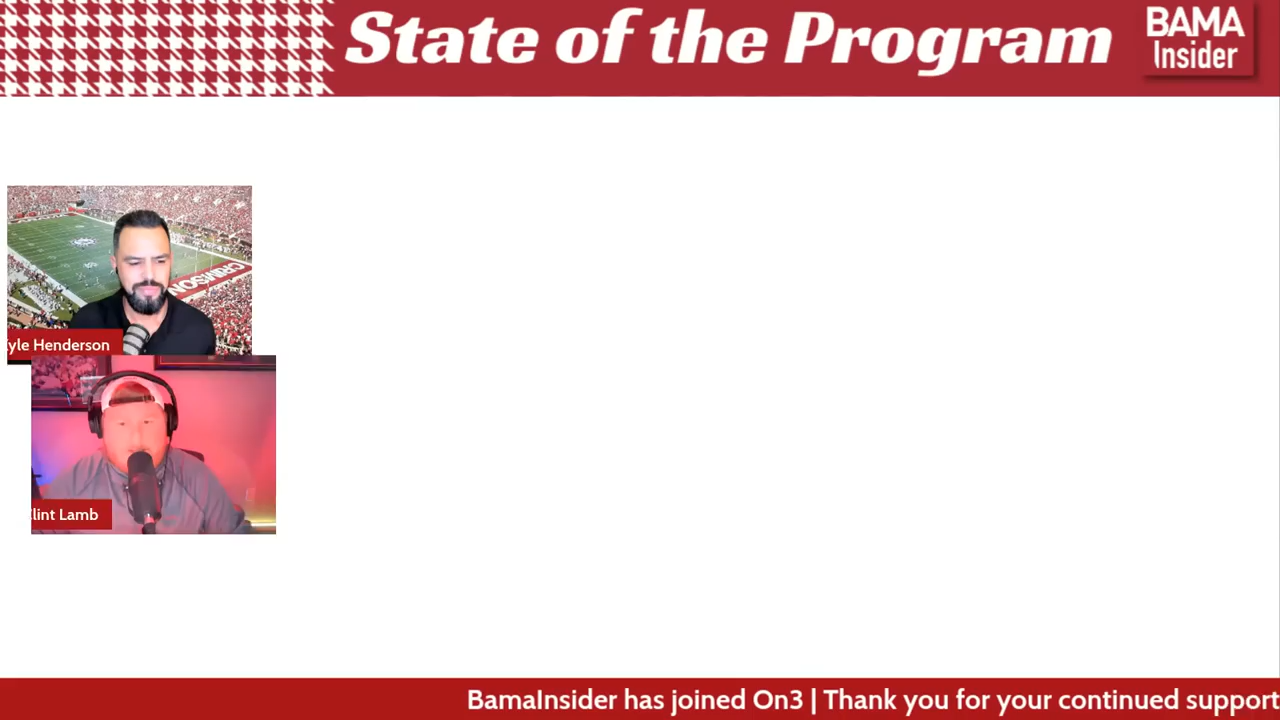 State of the Program
BAMA
Insider
CRIMSON
yle Henderson
lint Lamb
BamaInsider has joined On3 | Thank you for your continued support